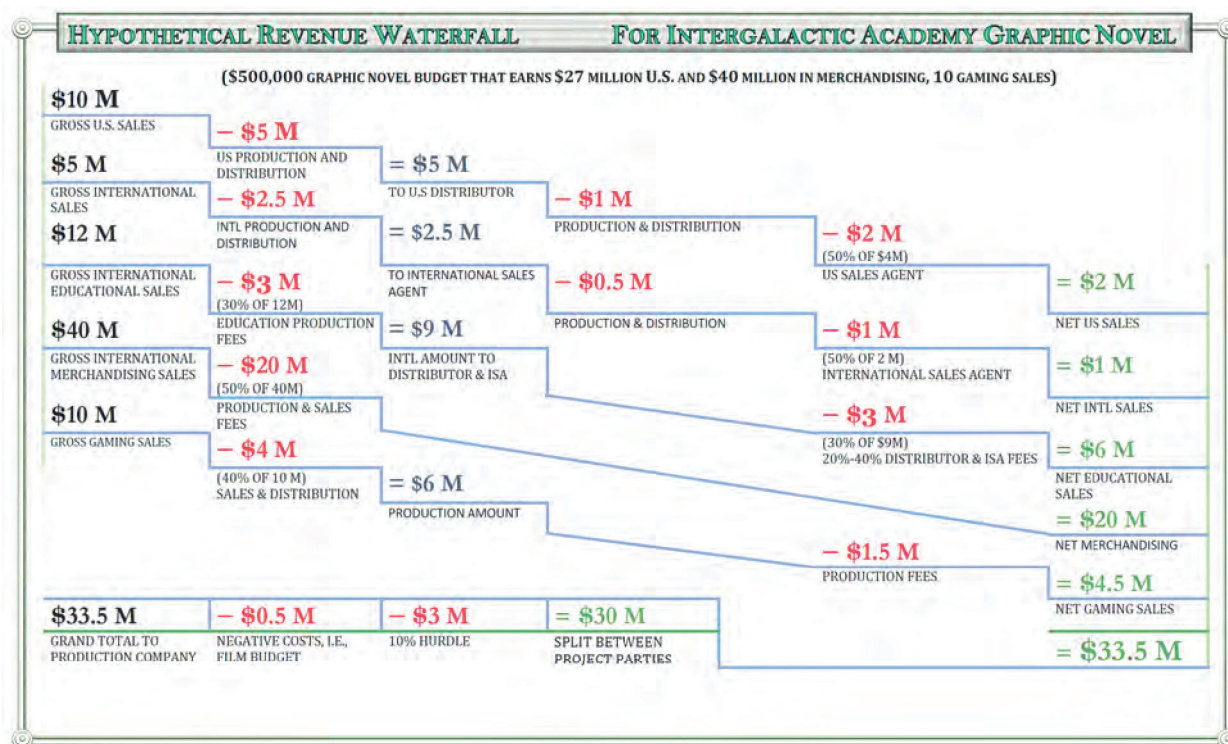 HYPOTHETICAL REVENUE WATERFALL FOR INTERGALACTIC ACADEMY GRAPHIC NOVEL
($500,000 GRAPHIC NOVEL BUDGET THAT EARNS $27 MILLION U.S. AND $40 MILLION IN MERCHANDISING, 10 GAMING SALES)
$10 M
GROSS U.S. SALES
$5 M
GROSS INTERNATIONAL
SALES
$12 M
GROSS INTERNATIONAL
EDUCATIONAL SALES
$40 M
GROSS INTERNATIONAL
MERCHANDISING SALES
$10 M
GROSS GAMING SALES
– $5 M
US PRODUCTION AND
DISTRIBUTION
– $2.5 M
INTL PRODUCTION AND
DISTRIBUTION
– $3 M
(30% OF 12M)
EDUCATION PRODUCTION
FEES
– $20 M
(50% OF 40M)
PRODUCTION & SALES
FEES
– $4 M
(40% OF 10 M)
SALES & DISTRIBUTION
= $5 M
TO U.S DISTRIBUTOR
= $2.5 M
TO INTERNATIONAL SALES
AGENT
= $9 M
INTL AMOUNT TO
DISTRIBUTOR & ISA
= $6 M
PRODUCTION AMOUNT
– $1 M
PRODUCTION & DISTRIBUTION
– $0.5 M
PRODUCTION & DISTRIBUTION
– $2 M
(50% OF $4M)
US SALES AGENT
– $1 M
(50% OF 2 M)
INTERNATIONAL SALES AGENT
– $3 M
(30% OF $9M)
20%-40% DISTRIBUTOR & ISA FEES
– $1.5 M
PRODUCTION FEES
= $2 M
NET US SALES
= $1 M
NET INTL SALES
= $6 M
NET EDUCATIONAL
SALES
= $20 M
NET MERCHANDISING
= $4.5 M
NET GAMING SALES
= $33.5 M
$33.5 M
GRAND TOTAL TO
PRODUCTION COMPANY
– $0.5 M
NEGATIVE COSTS, I.E.,
FILM BUDGET
– $3 M
10% HURDLE
= $30 M
SPLIT BETWEEN
PROJECT PARTIES